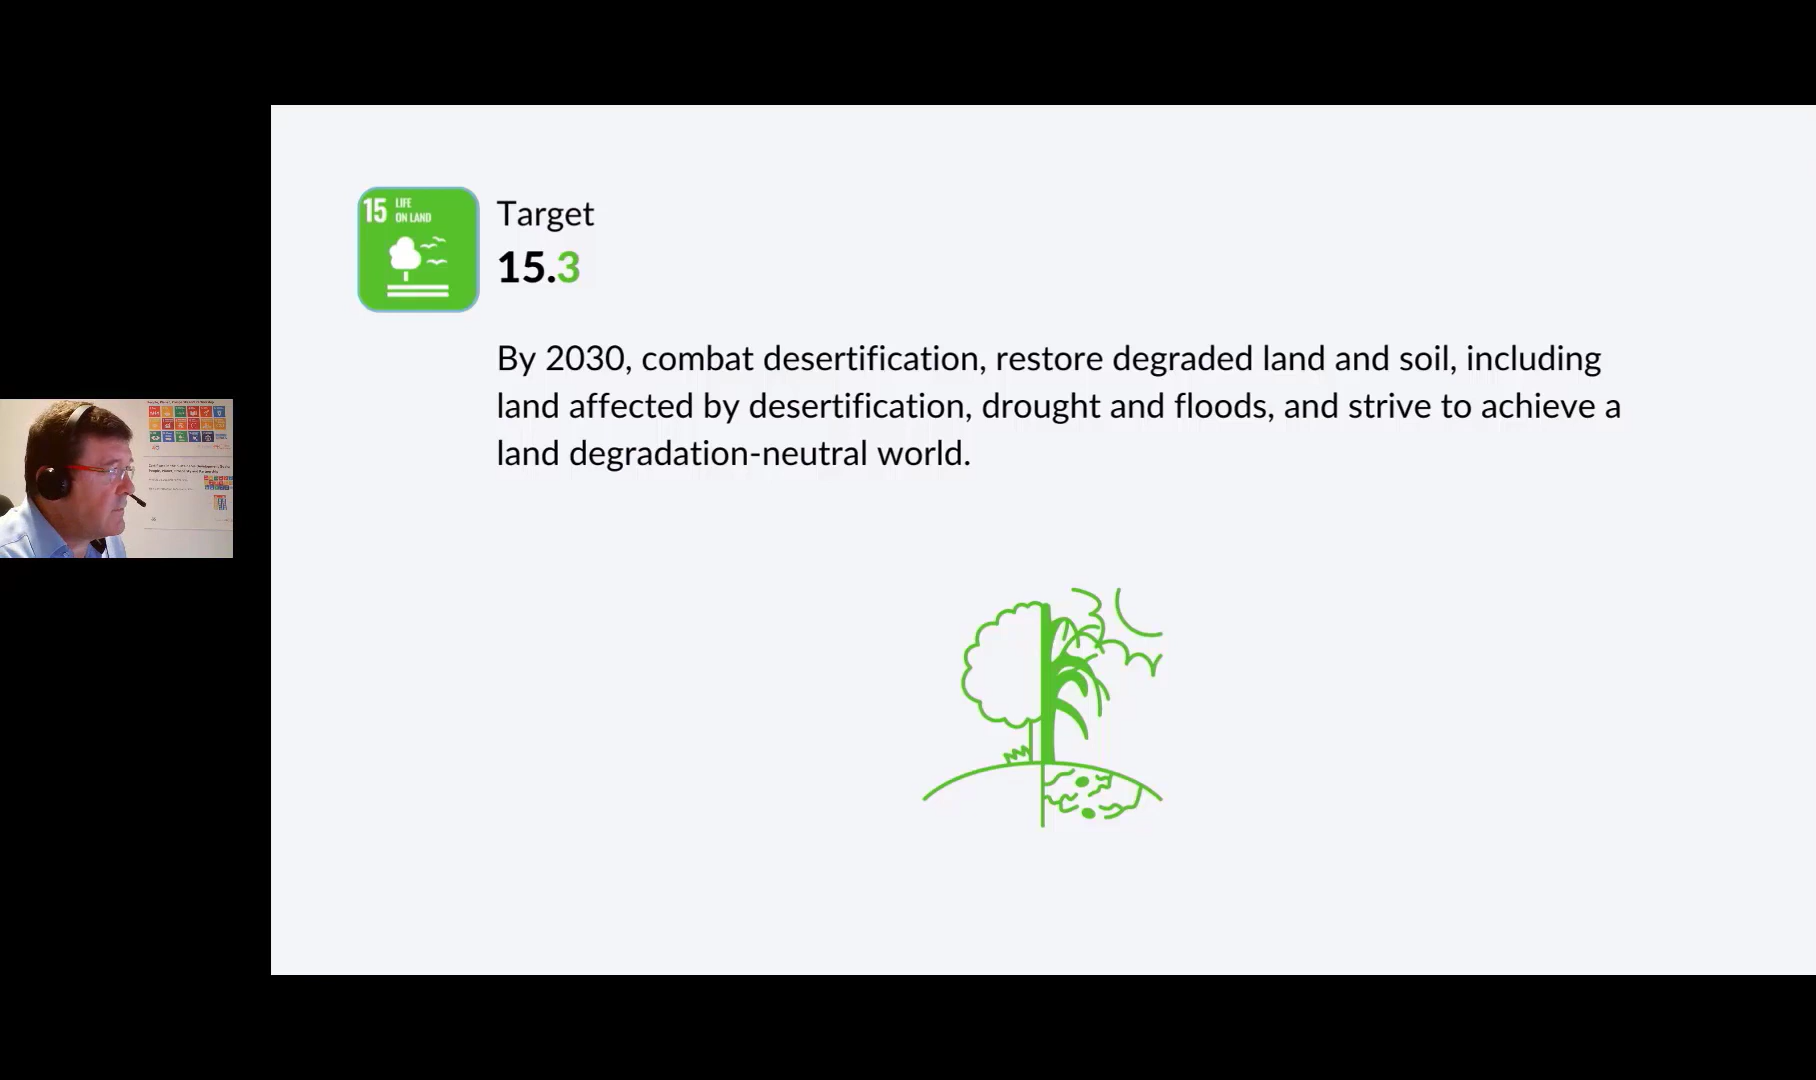 15 LIFE
ON LAND
Target
15.3
By 2030, combat desertification, restore degraded land and soil, including
land affected by desertification, drought and floods, and strive to achieve a
land degradation-neutral world.